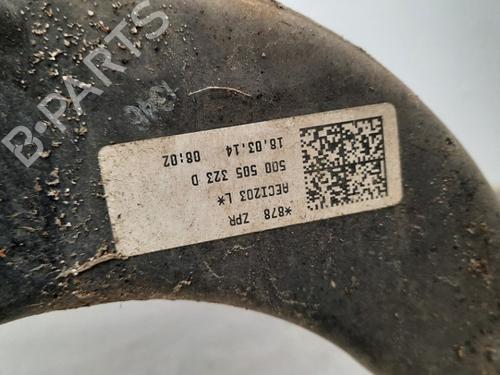 *878 ZPR
AECI203 L*
500 505 323 D
18.03.14 08:02
B-PARTS